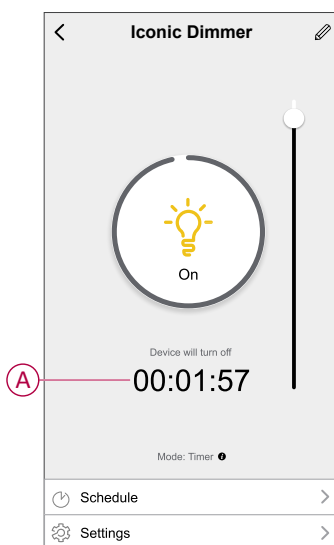 Iconic Dimmer
On
Device will turn off
A
00:01:57
Mode: Timer i
Schedule
Settings